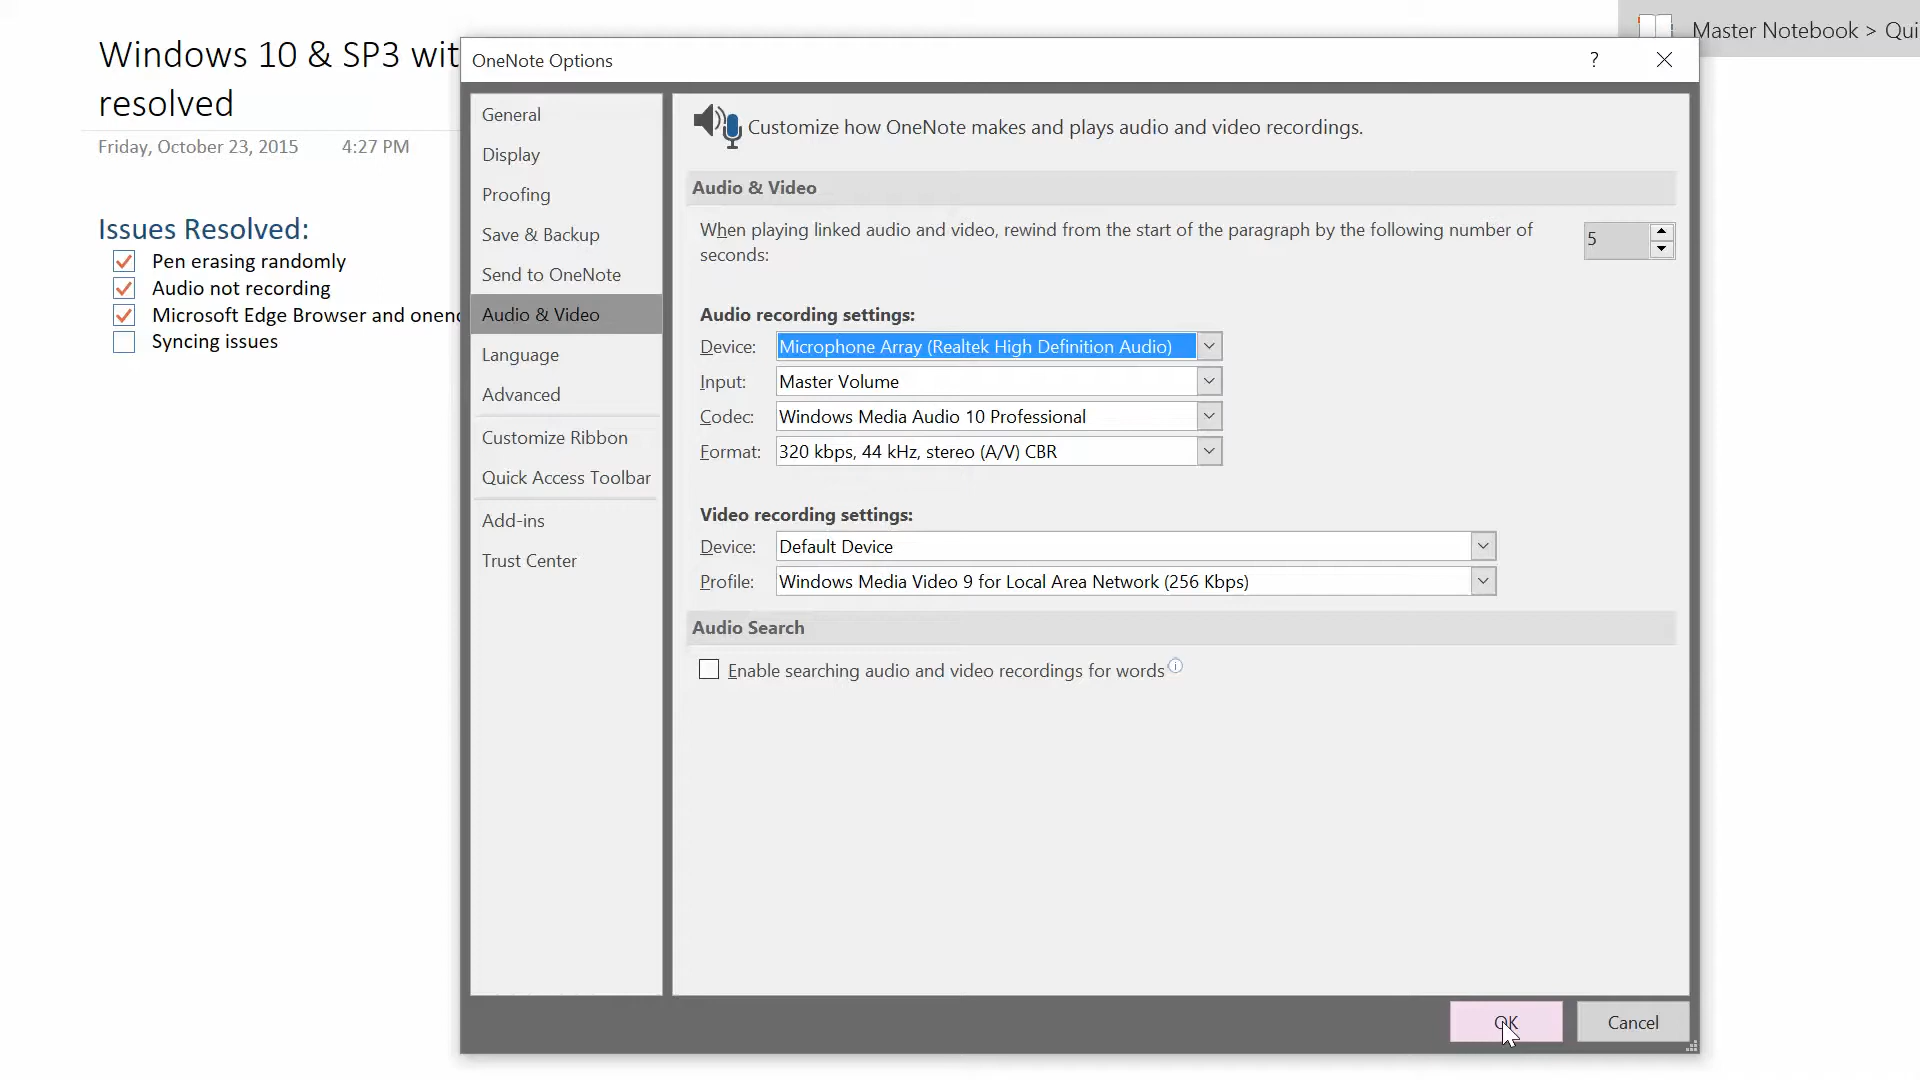 Windows 10 & SP3 wit
resolved
Friday, October 23, 2015 4:27 PM
Issues Resolved:
Pen erasing randomly
Audio not recording
Microsoft Edge Browser and oneno
Syncing issues
Master Notebook > Qui
OneNote Options
?
General
Display
Proofing
Save & Backup
Send to OneNote
Audio & Video
Language
Advanced
Customize Ribbon
Quick Access Toolbar
Add-ins
Trust Center
Customize how OneNote makes and plays audio and video recordings.
Audio & Video
When playing linked audio and video, rewind from the start of the paragraph by the following number of
seconds:
5
Audio recording settings:
Device: Microphone Array (Realtek High Definition Audio)
Input: Master Volume
Codec: Windows Media Audio 10 Professional
Format: 320 kbps, 44 kHz, stereo (A/V) CBR
Video recording settings:
Device: Default Device
Profile: Windows Media Video 9 for Local Area Network (256 Kbps)
Audio Search
Enable searching audio and video recordings for words
OK
Cancel